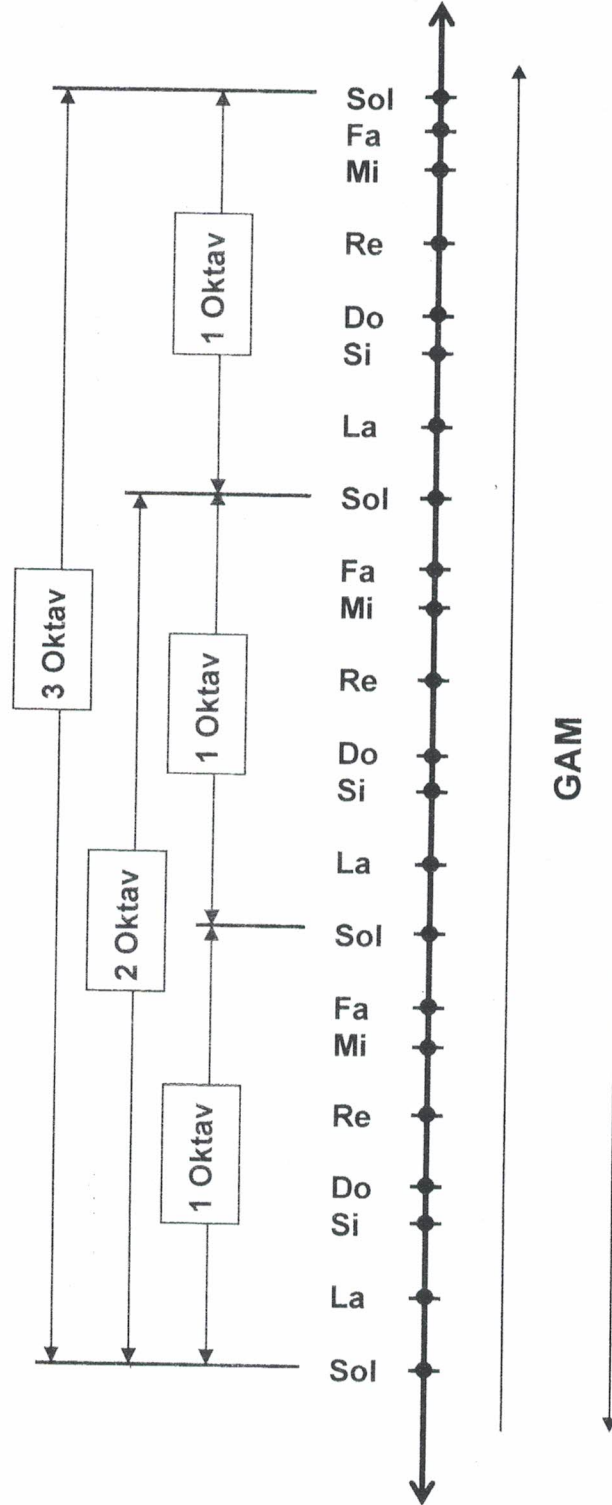 3 Oktav
2 Oktav
1 Oktav
1 Oktav
1 Oktav
Sol
Fa
Mi
Re
Do
Si
La
Sol
Fa
Mi
Re
Do
Si
La
Sol
Fa
Mi
Re
Do
Si
La
Sol
GAM